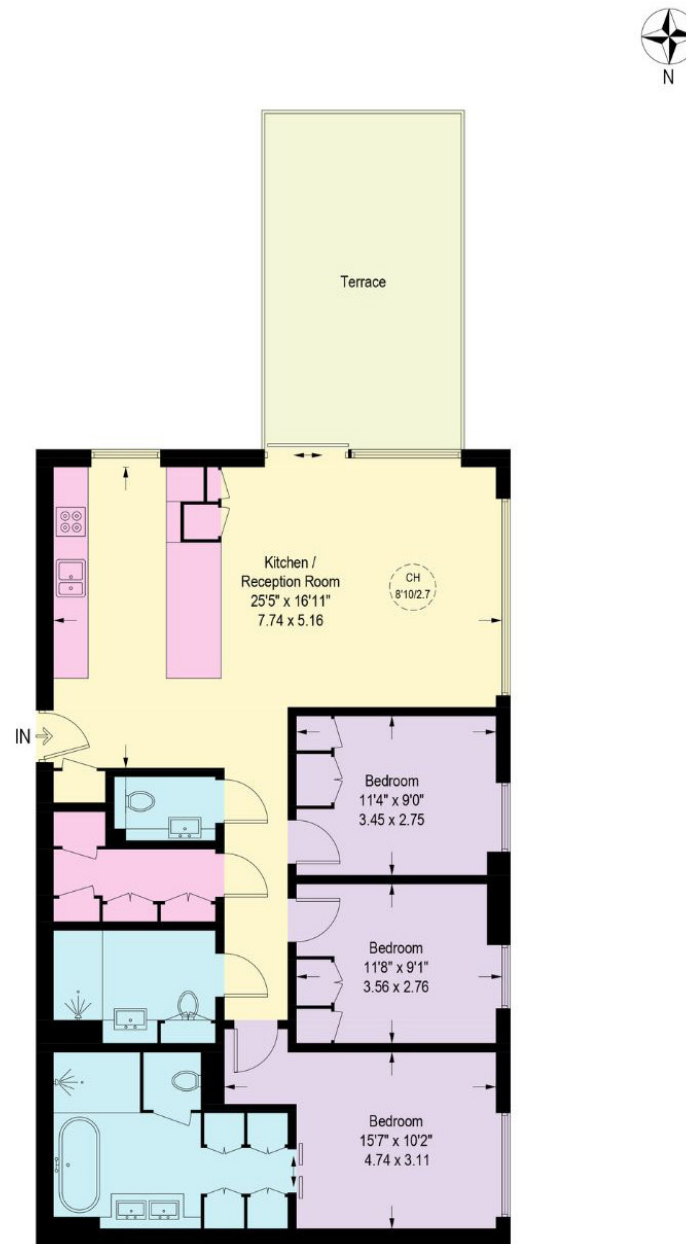 N
Terrace
Kitchen /
Reception Room
25'5" x 16'11"
7.74 x 5.16
CH
8'10/2.7
IN
Bedroom
11'4" x 9'0"
3.45 x 2.75
Bedroom
11'8" x 9'1"
3.56 x 2.76
Bedroom
15'7" x 10'2"
4.74 x 3.11